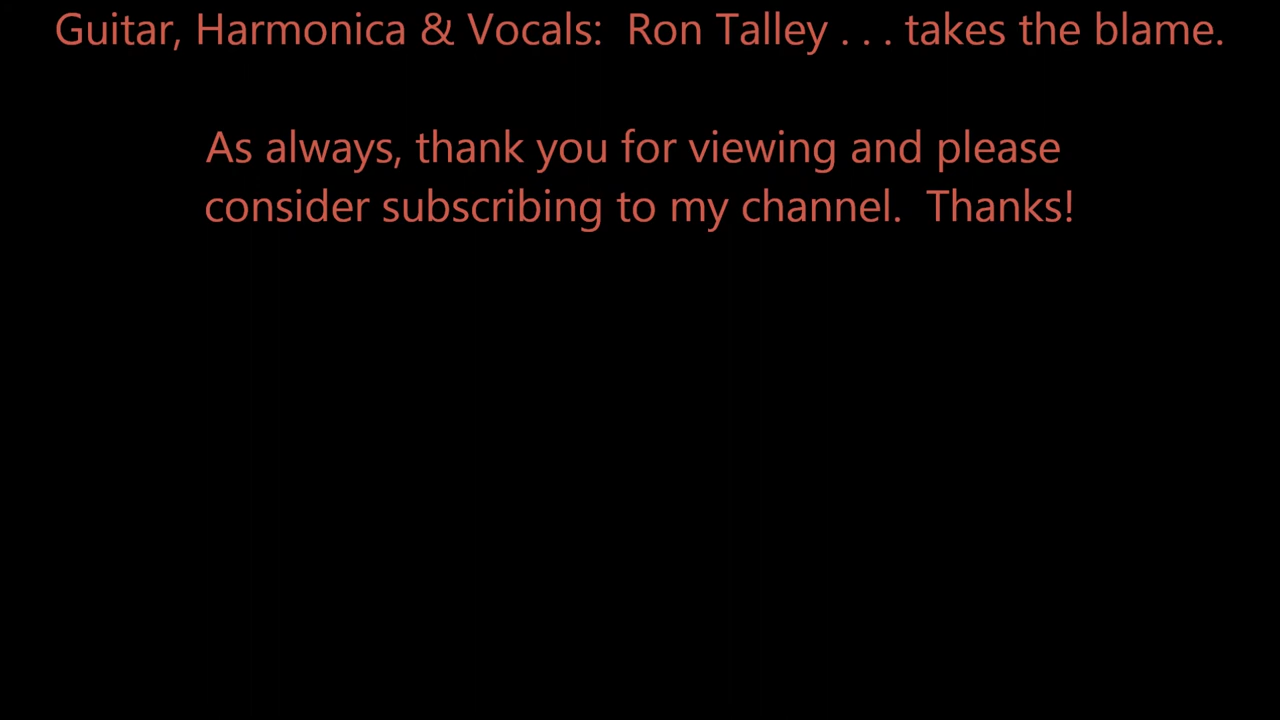 Guitar, Harmonica & Vocals:  Ron Talley . . . takes the blame.
As always, thank you for viewing and please
consider subscribing to my channel.  Thanks!